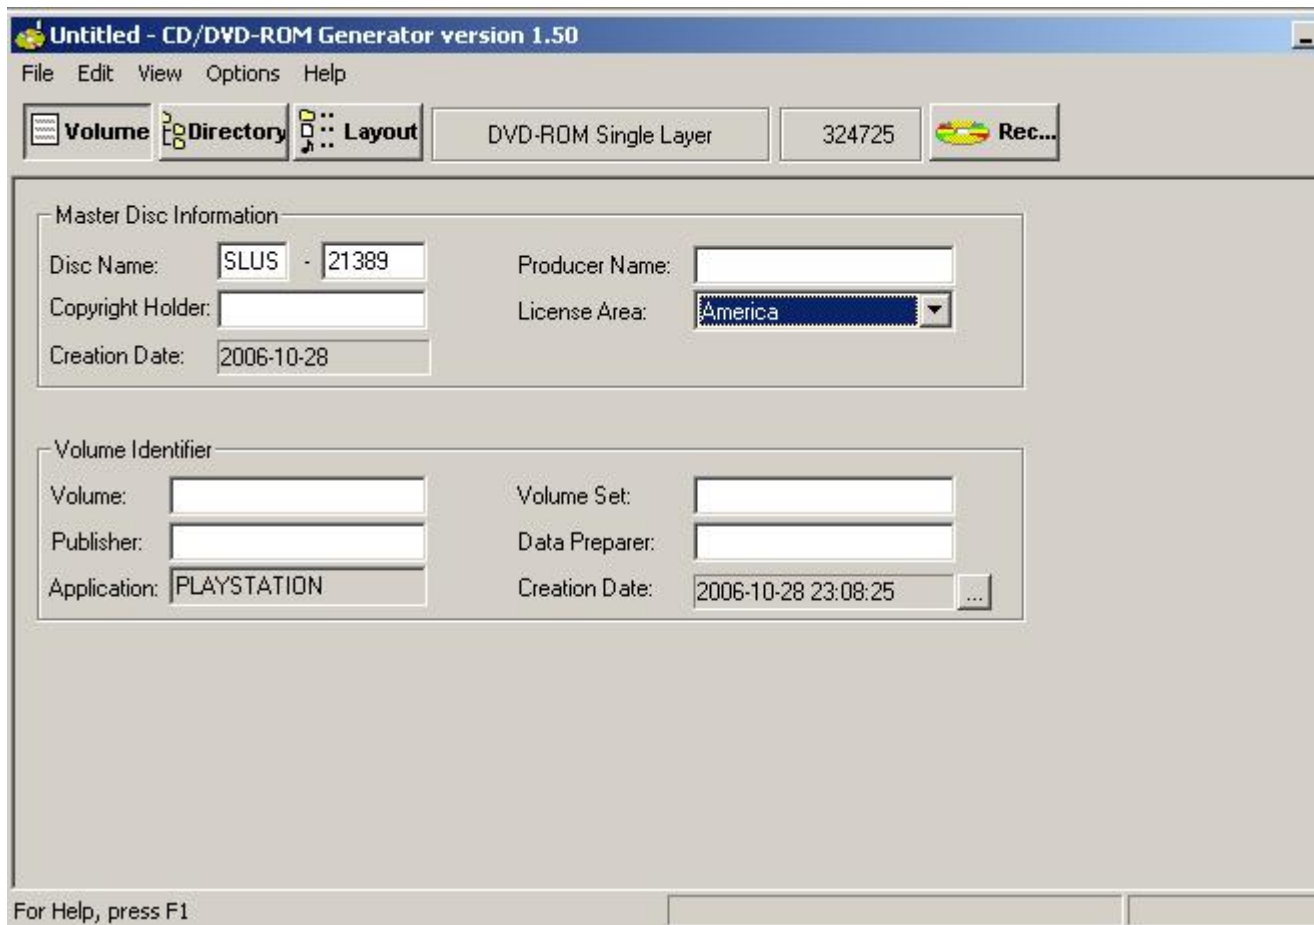 Untitled - CD/DVD-ROM Generator version 1.50
File Edit View Options Help
Volume Directory Layout DVD-ROM Single Layer 324725 Rec...
Master Disc Information
Disc Name: SLUS - 21389 Producer Name:
Copyright Holder: License Area: America
Creation Date: 2006-10-28
Volume Identifier
Volume: Volume Set:
Publisher: Data Preparer:
Application: PLAYSTATION Creation Date: 2006-10-28 23:08:25 ...
For Help, press F1